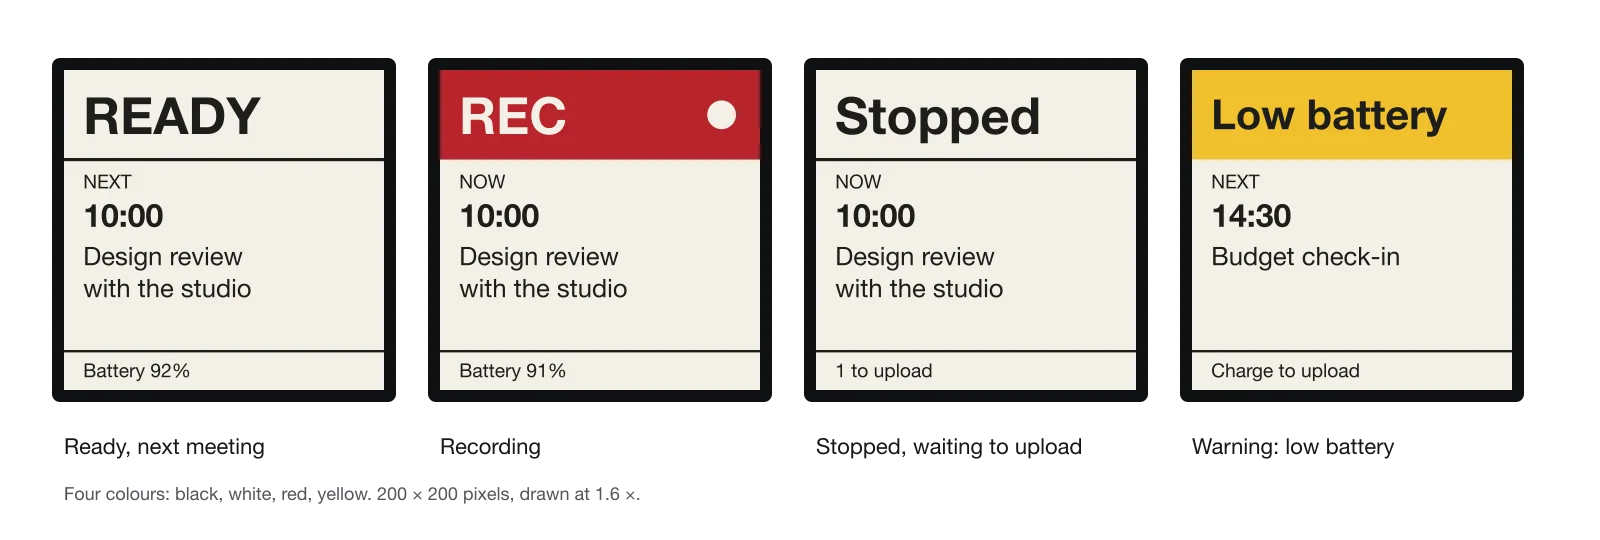 READY
NEXT
10:00
Design review
with the studio
Battery 92%
REC
NOW
10:00
Design review
with the studio
Battery 91%
Stopped
NOW
10:00
Design review
with the studio
1 to upload
Low battery
NEXT
14:30
Budget check-in
Charge to upload
Ready, next meeting
Recording
Stopped, waiting to upload
Warning: low battery
Four colours: black, white, red, yellow. 200 × 200 pixels, drawn at 1.6 ×.